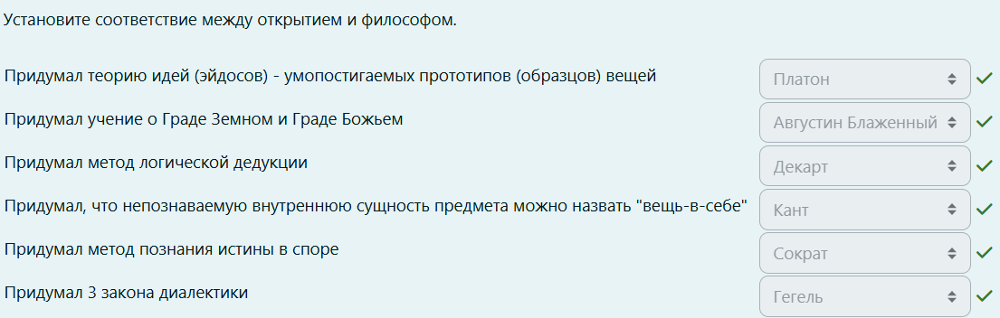 Установите соответствие между открытием и философом.
Придумал теорию идей (эйдосов) - умопостигаемых прототипов (образцов) вещей
Платон
Придумал учение о Граде Земном и Граде Божьем
Августин Блаженный
Придумал метод логической дедукции
Декарт
Придумал, что непознаваемую внутреннюю сущность предмета можно назвать "вещь-в-себе"
Кант
Придумал метод познания истины в споре
Сократ
Придумал 3 закона диалектики
Гегель